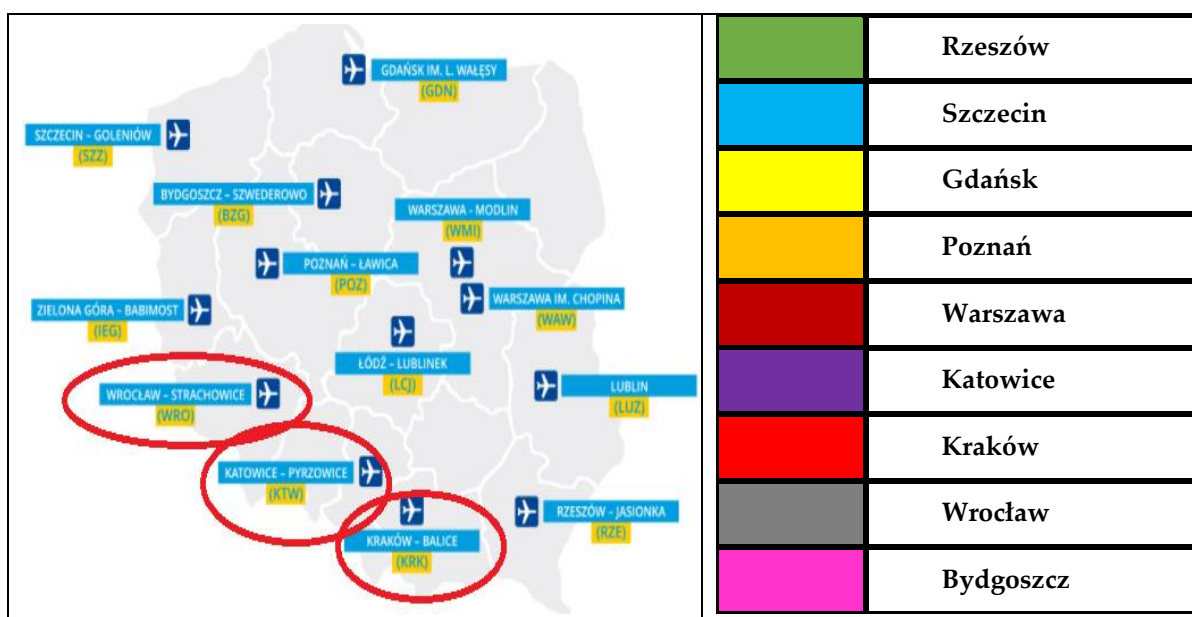 GDAŃSK IM. L. WAŁĘSY
(GDN)
SZCZECIN – GOLENIÓW
(SZZ)
BYDGOSZCZ – SZWEDEROWO
(BZG)
WARSZAWA - MODLIN
(WMI)
POZNAŃ – ŁAWICA
(POZ)
WARSZAWA IM. CHOPINA
(WAW)
ZIELONA GÓRA – BABIMOST
(IEG)
ŁÓDŹ – LUBLINEK
(LCJ)
WROCŁAW – STRACHOWICE
(WRO)
LUBLIN
(LUZ)
KATOWICE – PYRZOWICE
(KTW)
RZESZÓW – JASIONKA
(RZE)
KRAKÓW – BALICE
(KRK)
Rzeszów
Szczecin
Gdańsk
Poznań
Warszawa
Katowice
Kraków
Wrocław
Bydgoszcz